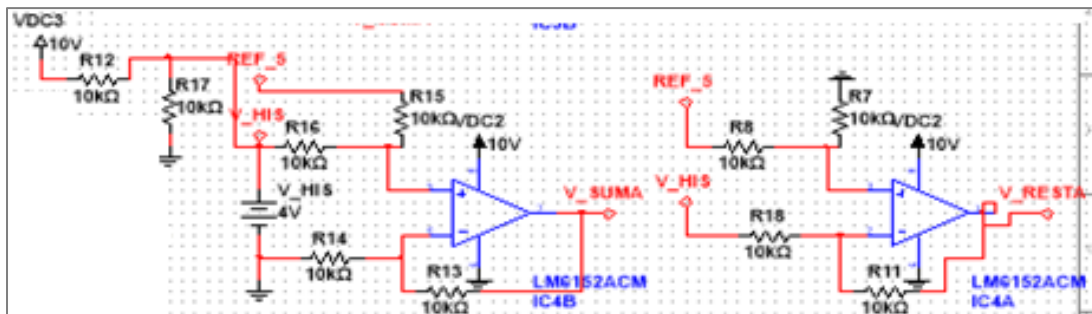 VDC3
10V
R12
10kΩ
R17
10kΩ
REF_5
V_HIS
R16
10kΩ
R15
10kΩ
VDC2
10V
V_HIS
4V
R14
10kΩ
R13
10kΩ
V_SUMA
LM6152ACM
IC4B
REF_5
R8
10kΩ
R7
10kΩ
VDC2
10V
V_HIS
R18
10kΩ
R11
10kΩ
V_RESTA
LM6152ACM
IC4A